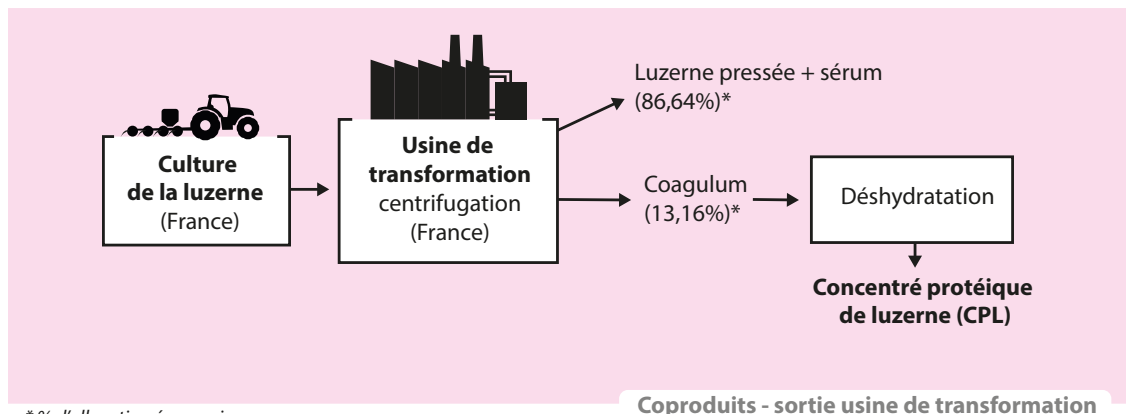 Culture
de la luzerne
(France)
Usine de
transformation
centrifugation
(France)
Luzerne pressée + sérum
(86,64%)*
Coagulum
(13,16%)*
Déshydratation
Concentré protéique
de luzerne (CPL)
Coproduits - sortie usine de transformation